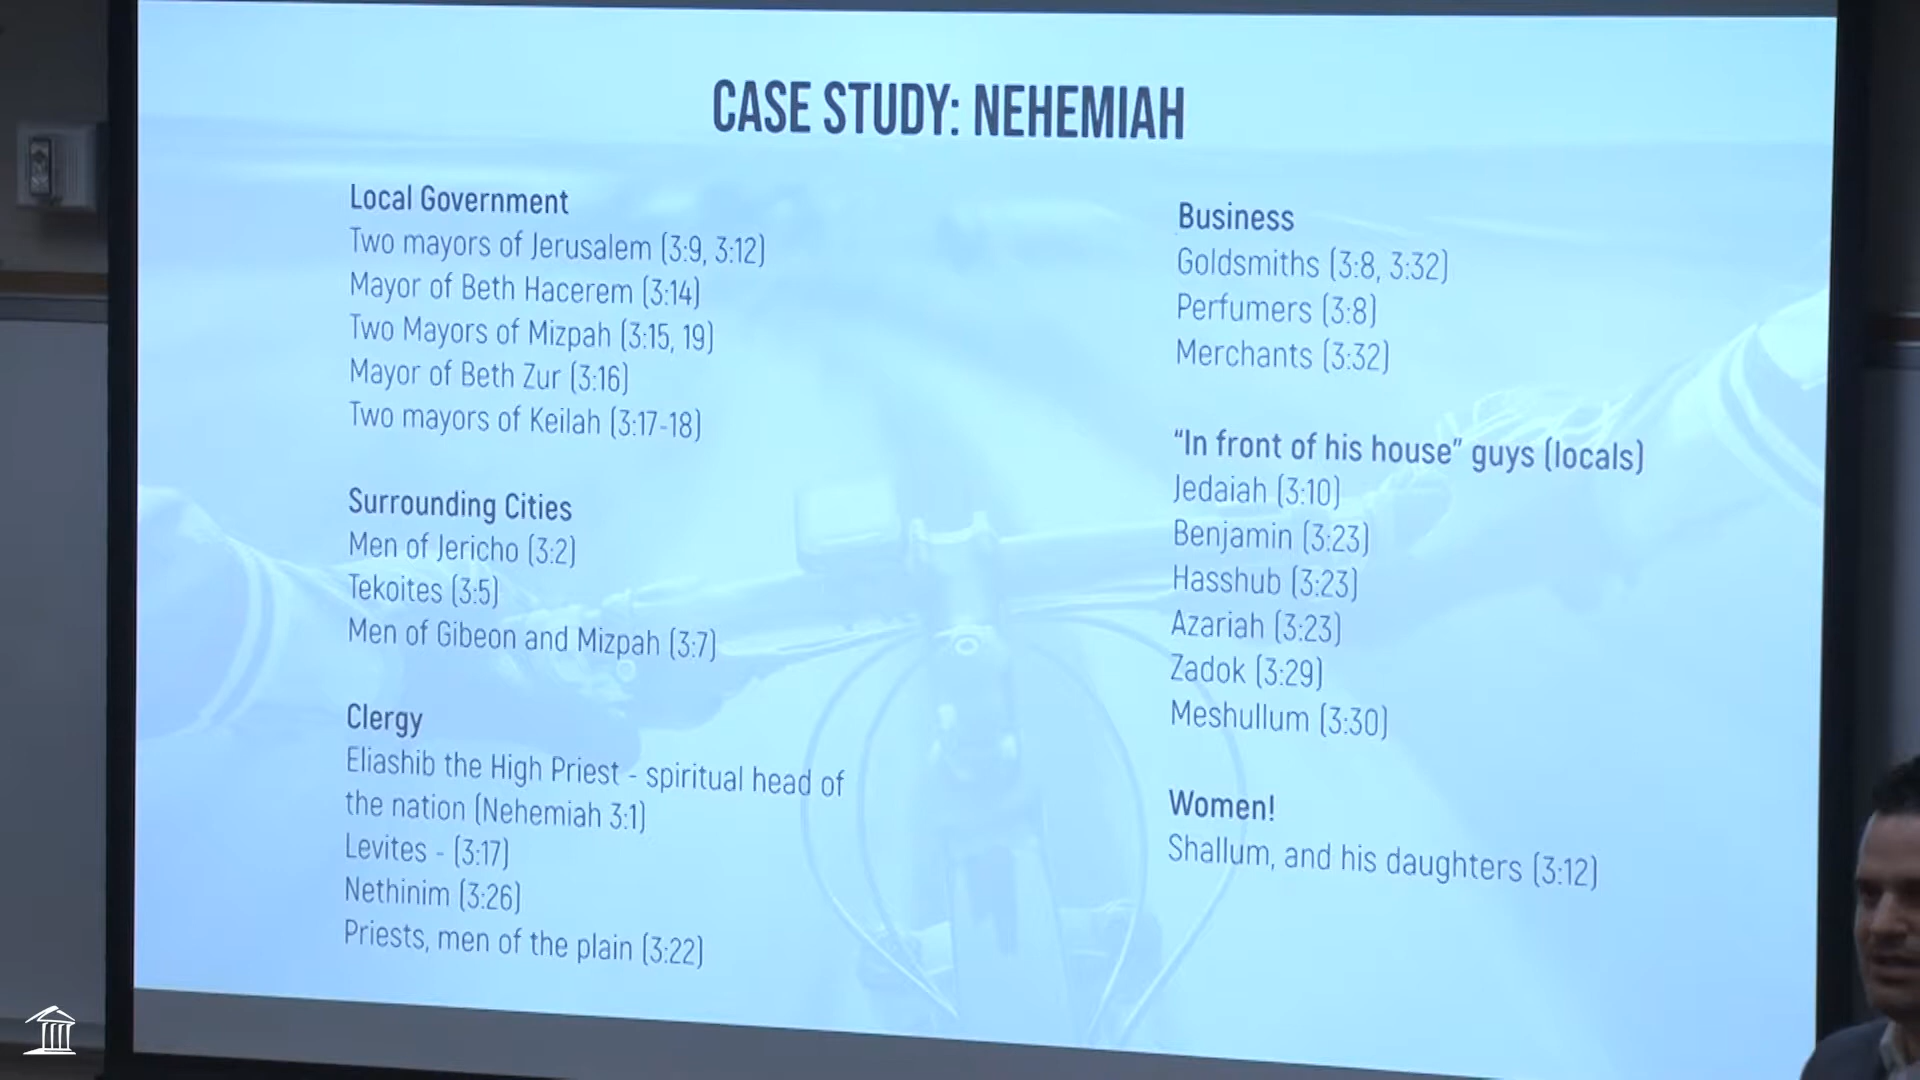 CASE STUDY: NEHEMIAH
Local Government
Two mayors of Jerusalem (3:9, 3:12)
Mayor of Beth Hacerem (3:14)
Two Mayors of Mizpah (3:15, 19)
Mayor of Beth Zur (3:16)
Two mayors of Keilah (3:17-18)
Surrounding Cities
Men of Jericho (3:2)
Tekoites (3:5)
Men of Gibeon and Mizpah (3:7)
Clergy
Eliashib the High Priest - spiritual head of
the nation (Nehemiah 3:1)
Levites - (3:17)
Nethinim (3:26)
Priests, men of the plain (3:22)
Business
Goldsmiths (3:8, 3:32)
Perfumers (3:8)
Merchants (3:32)
“In front of his house” guys (locals)
Jedaiah (3:10)
Benjamin (3:23)
Hasshub (3:23)
Azariah (3:23)
Zadok (3:29)
Meshullum (3:30)
Women!
Shallum, and his daughters (3:12)